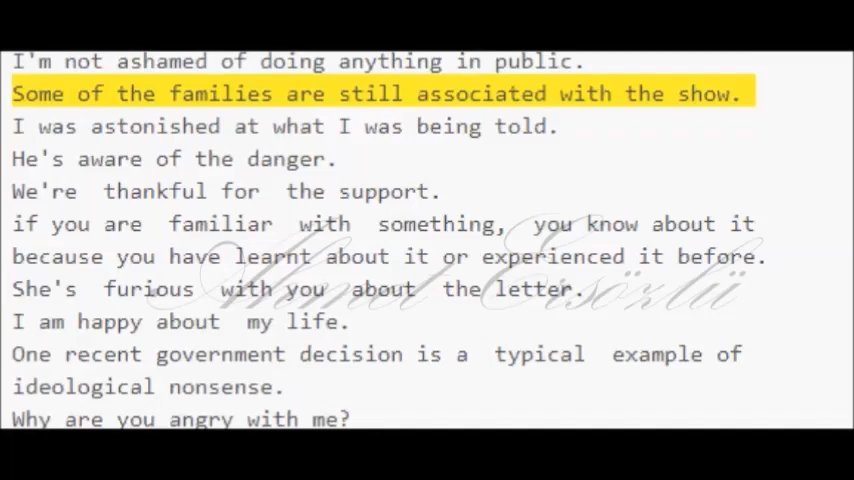 I'm not ashamed of doing anything in public.
Some of the families are still associated with the show.
I was astonished at what I was being told.
He's aware of the danger.
We're thankful for the support.
if you are familiar with something, you know about it
because you have learnt about it or experienced it before.
She's furious with you about the letter.
I am happy about my life.
One recent government decision is a typical example of
ideological nonsense.
Why are you angry with me?
Ahmet Ersözlü